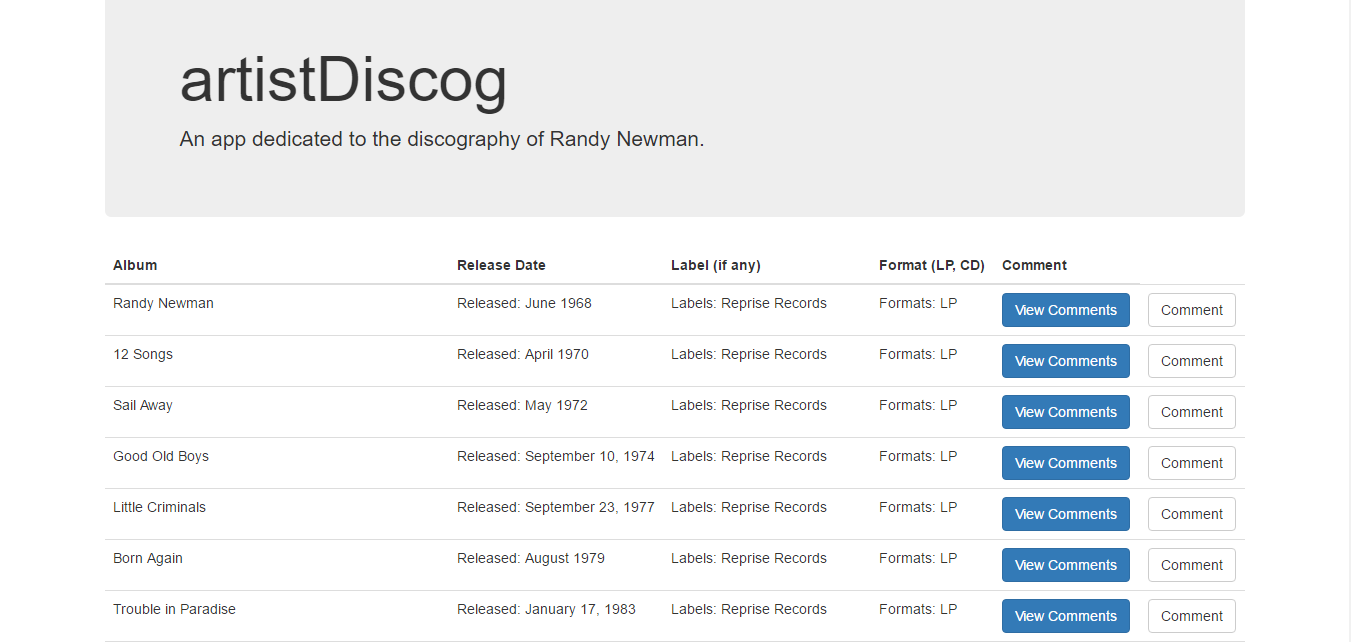 artistDiscog
An app dedicated to the discography of Randy Newman.
Album Release Date Label (if any) Format (LP, CD) Comment
Randy Newman Released: June 1968 Labels: Reprise Records Formats: LP View Comments Comment
12 Songs Released: April 1970 Labels: Reprise Records Formats: LP View Comments Comment
Sail Away Released: May 1972 Labels: Reprise Records Formats: LP View Comments Comment
Good Old Boys Released: September 10, 1974 Labels: Reprise Records Formats: LP View Comments Comment
Little Criminals Released: September 23, 1977 Labels: Reprise Records Formats: LP View Comments Comment
Born Again Released: August 1979 Labels: Reprise Records Formats: LP View Comments Comment
Trouble in Paradise Released: January 17, 1983 Labels: Reprise Records Formats: LP View Comments Comment